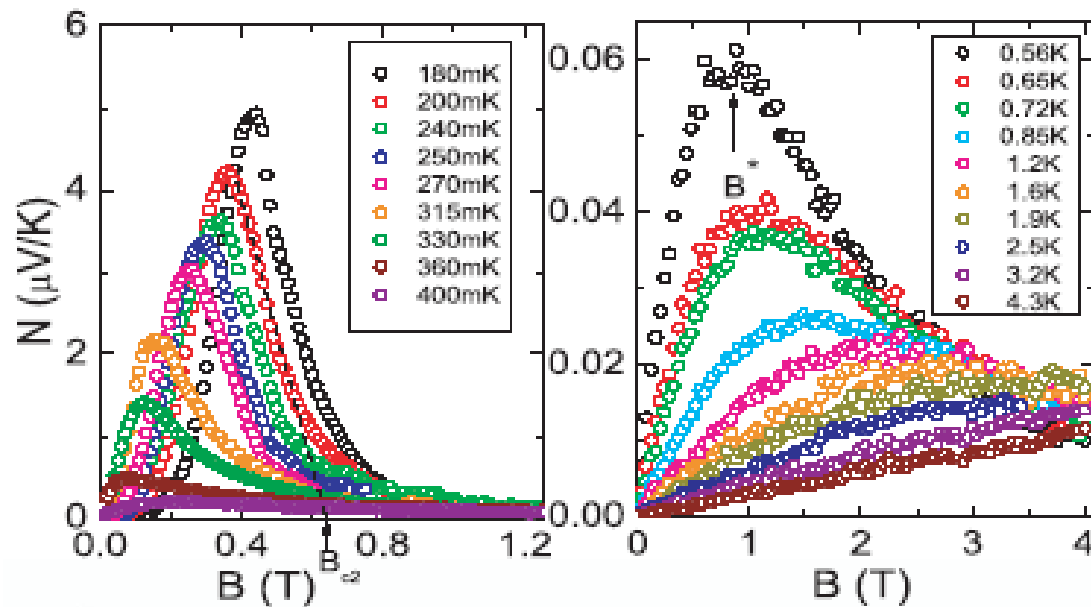 6
4
2
0
N (μV/K)
180mK
200mK
240mK
250mK
270mK
315mK
330mK
360mK
400mK
0.0 0.4 0.8 1.2
B (T)
B c2
0.06
0.04
0.02
0.00
B*
0.56K
0.65K
0.72K
0.85K
1.2K
1.6K
1.9K
2.5K
3.2K
4.3K
0 1 2 3 4
B (T)